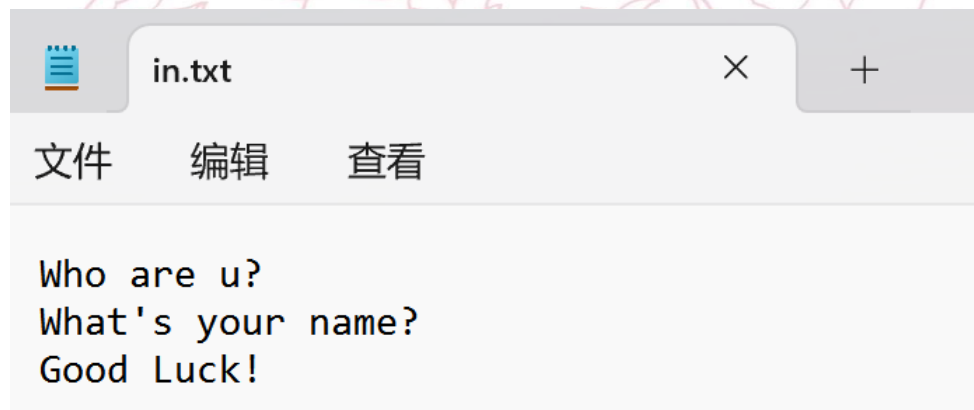 in.txt
文件 编辑 查看
Who are u?
What's your name?
Good Luck!